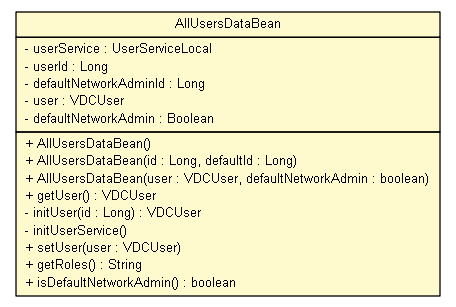 AllUsersDataBean
- userService : UserServiceLocal
- userId : Long
- defaultNetworkAdminId : Long
- user : VDCUser
- defaultNetworkAdmin : Boolean
+ AllUsersDataBean()
+ AllUsersDataBean(id : Long, defaultId : Long)
+ AllUsersDataBean(user : VDCUser, defaultNetworkAdmin : boolean)
+ getUser() : VDCUser
- initUser(id : Long) : VDCUser
- initUserService()
+ setUser(user : VDCUser)
+ getRoles() : String
+ isDefaultNetworkAdmin() : boolean